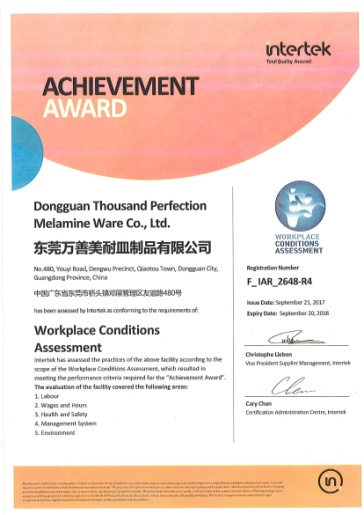 intertek
Total Quality. Assured.
ACHIEVEMENT
AWARD
Dongguan Thousand Perfection
Melamine Ware Co., Ltd.
东莞万善美耐皿制品有限公司
No.480, Youyi Road, Dengwu Precinct, Qiaotou Town, Dongguan City,
Guangdong Province, China
中国广东省东莞市桥头镇邓屋管理区友谊路480号
has been assessed by Intertek as conforming to the requirements of:
Workplace Conditions
Assessment
Intertek has assessed the practices of the above facility according to the
scope of the Workplace Conditions Assessment, which resulted in
meeting the performance criteria required for the "Achievement Award".
The evaluation of the facility covered the following areas:
1. Labour
2. Wages and Hours
3. Health and Safety
4. Management System
5. Environment
WORKPLACE
CONDITIONS
ASSESSMENT
Registration Number
F_IAR_2648-R4
Issue Date: September 21, 2017
Expiry Date: September 20, 2018
Christophe Liebon
Vice President Supplier Management, Intertek
Cary Chan
Certification Administration Centre, Intertek
in